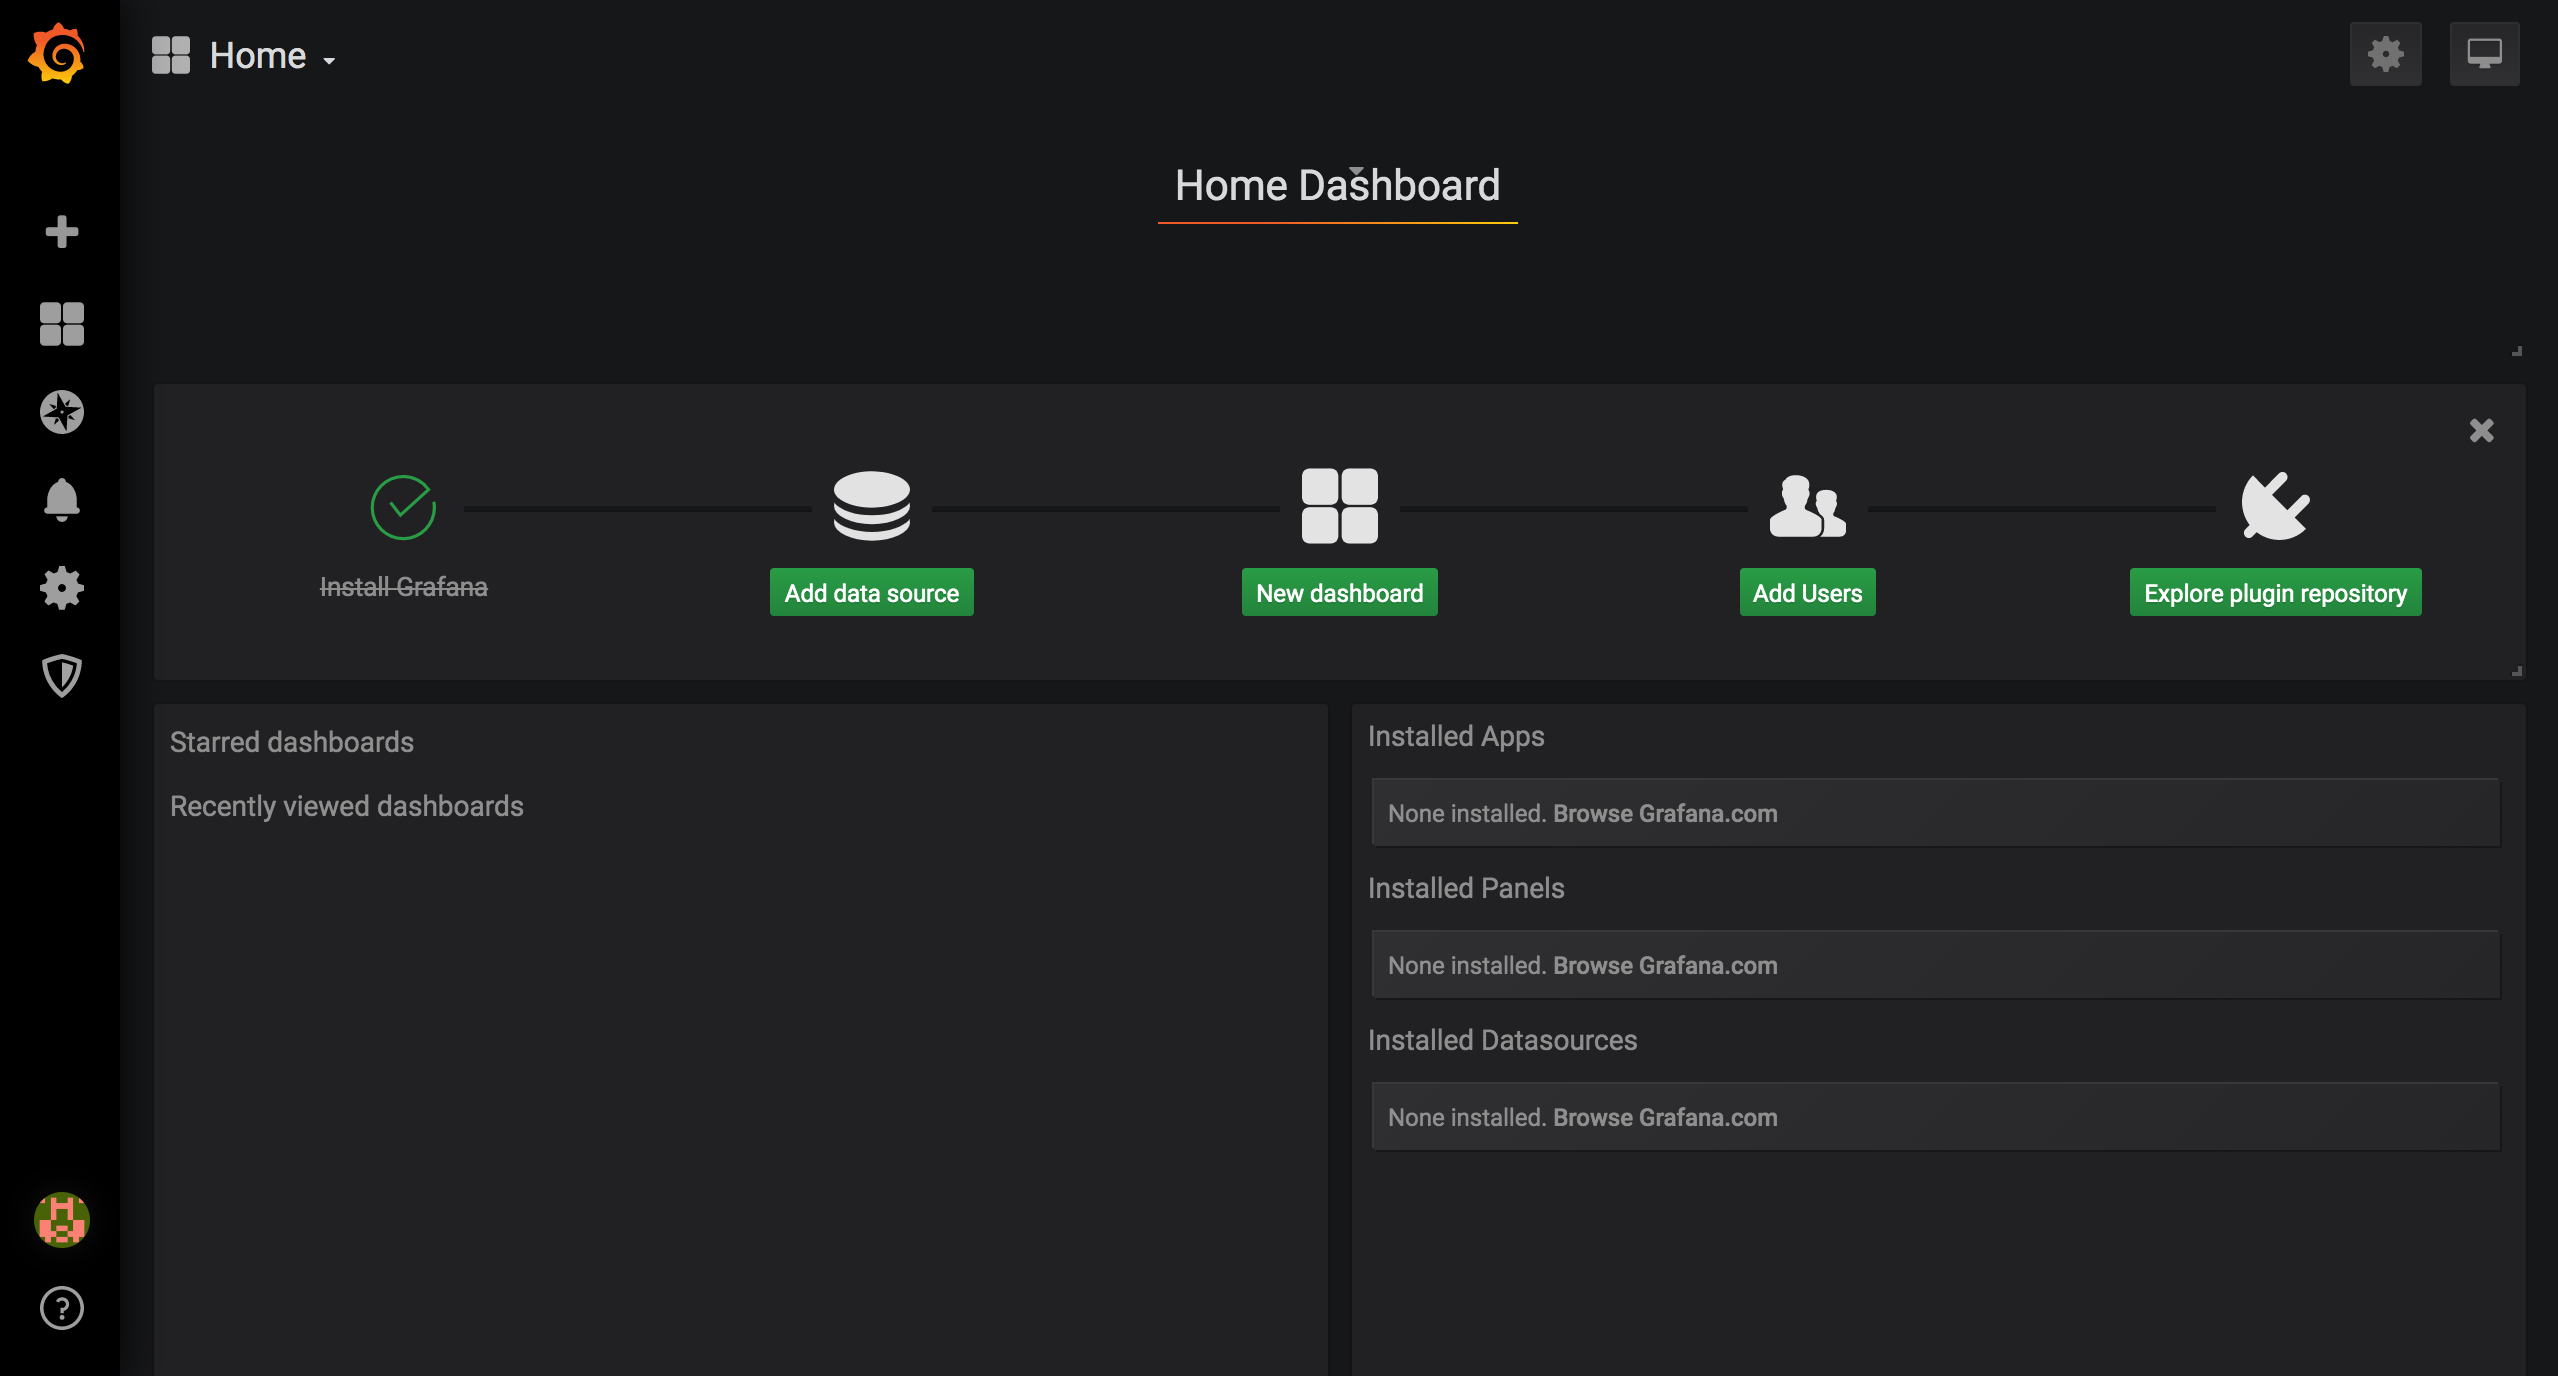 Home
Home Dashboard
Install Grafana
Add data source
New dashboard
Add Users
Explore plugin repository
Starred dashboards
Recently viewed dashboards
Installed Apps
None installed. Browse Grafana.com
Installed Panels
None installed. Browse Grafana.com
Installed Datasources
None installed. Browse Grafana.com
?